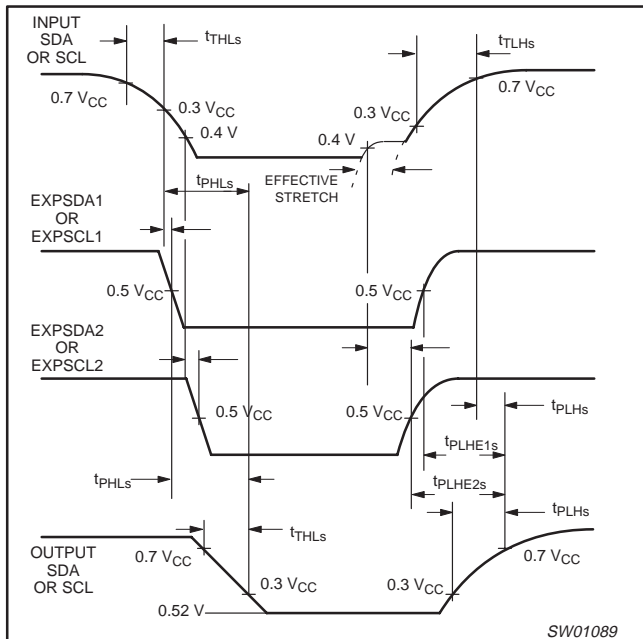 INPUT
SDA
OR SCL
tTHLs
tTLHs
0.7 VCC
0.3 VCC
0.4 V
0.3 VCC
0.7 VCC
0.4 V
tPHLs
EFFECTIVE
STRETCH
EXPSDA1
OR
EXPSCL1
0.5 VCC
0.5 VCC
EXPSDA2
OR
EXPSCL2
0.5 VCC
0.5 VCC
tPLHs
tPLHE1s
tPHLs
tPLHE2s
tTHLs
tPLHs
OUTPUT
SDA
OR SCL
0.7 VCC
0.3 VCC
0.3 VCC
0.7 VCC
0.52 V
SW01089